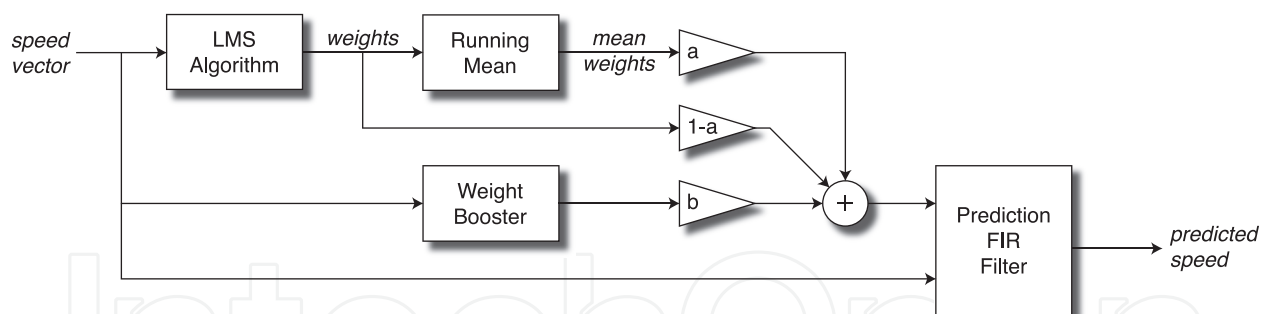 speed
vector
LMS
Algorithm
weights
Running
Mean
mean
weights
a
1-a
Weight
Booster
b
+
Prediction
FIR
Filter
predicted
speed